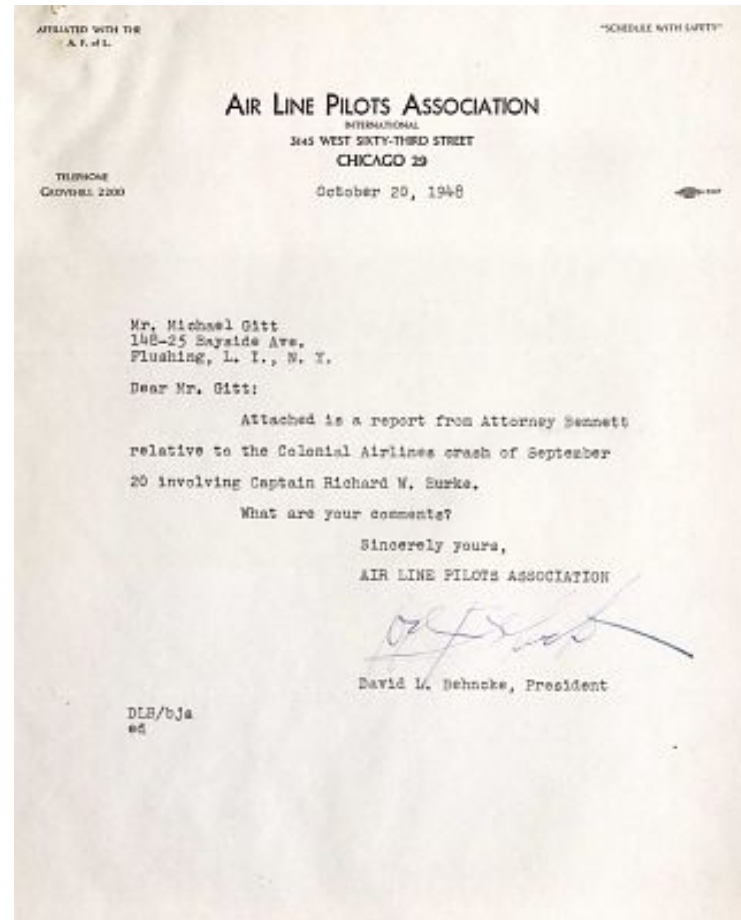 AFFILIATED WITH THE
A. F. of L.
"SCHEDULE WITH SAFETY"
AIR LINE PILOTS ASSOCIATION
INTERNATIONAL
3145 WEST SIXTY-THIRD STREET
CHICAGO 29
TELEPHONE
GROVEHILL 2200
October 20, 1948
Mr. Michael Gitt
148-25 Bayside Ave.
Flushing, L. I., N. Y.
Dear Mr. Gitt:
Attached is a report from Attorney Bennett
relative to the Colonial Airlines crash of September
20 involving Captain Richard W. Burke.
What are your comments?
Sincerely yours,
AIR LINE PILOTS ASSOCIATION
David L. Behncke, President
DLB/bja
ed